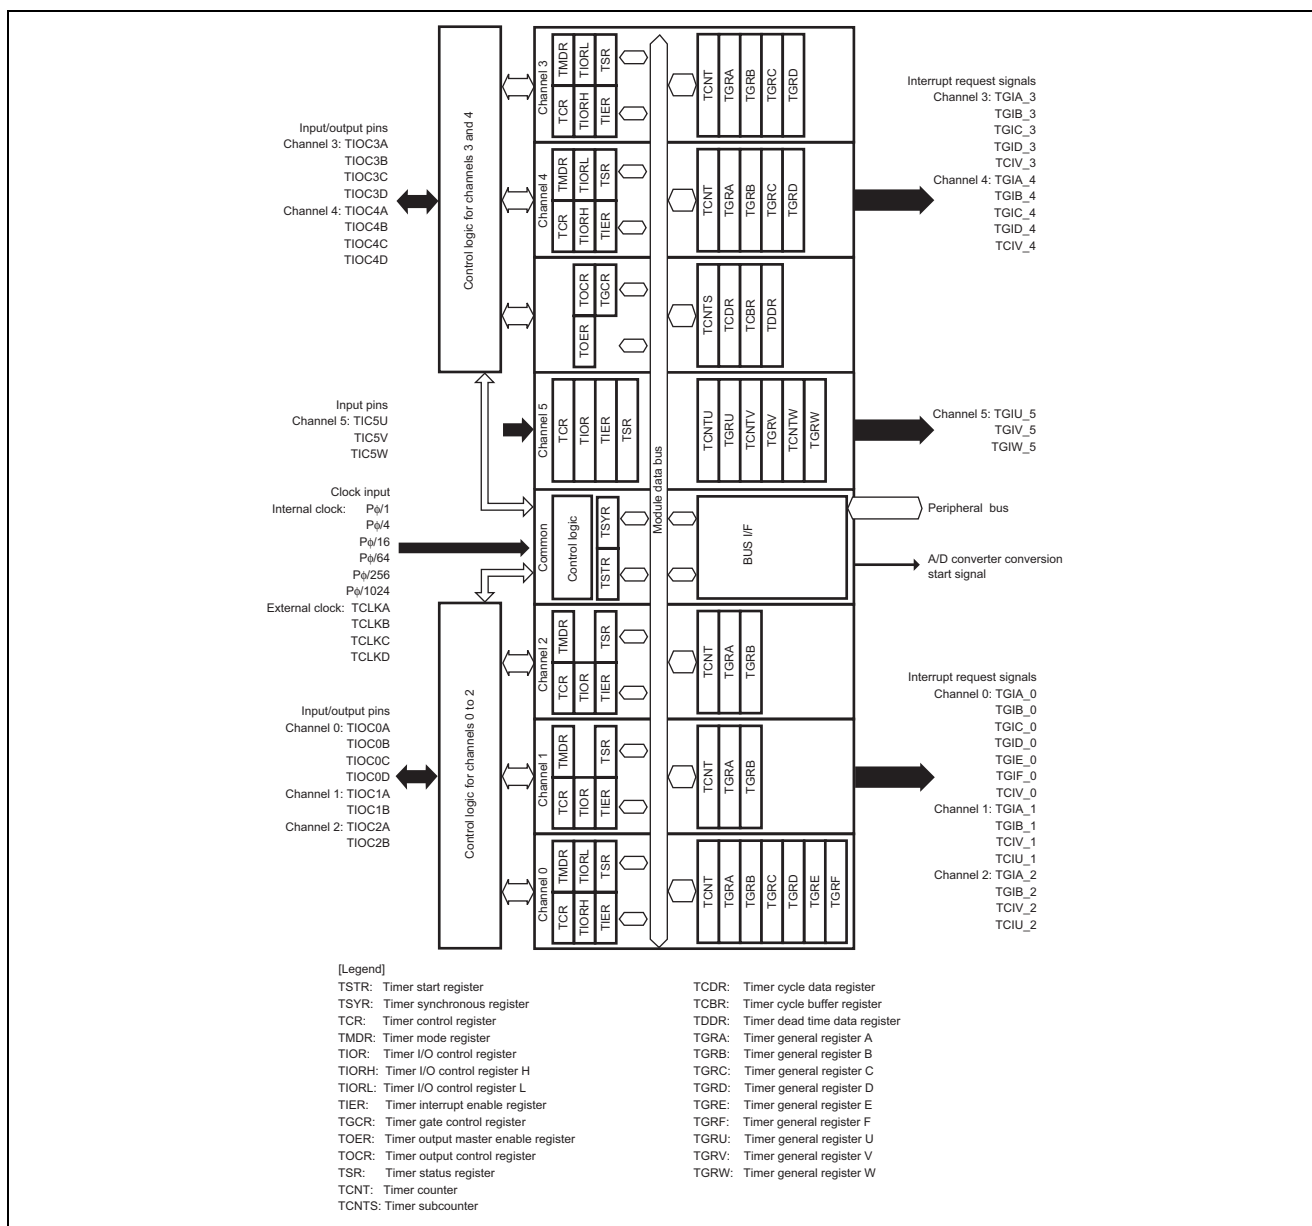 Input/output pins
Channel 3: TIOC3A
TIOC3B
TIOC3C
TIOC3D
Channel 4: TIOC4A
TIOC4B
TIOC4C
TIOC4D
Input pins
Channel 5: TIC5U
TIC5V
TIC5W
Clock input
Internal clock: Pϕ/1
Pϕ/4
Pϕ/16
Pϕ/64
Pϕ/256
Pϕ/1024
External clock: TCLKA
TCLKB
TCLKC
TCLKD
Input/output pins
Channel 0: TIOC0A
TIOC0B
TIOC0C
TIOC0D
Channel 1: TIOC1A
TIOC1B
Channel 2: TIOC2A
TIOC2B
Control logic for channels 3 and 4
Control logic for channels 0 to 2
Channel 3
TMDR
TIORL
TSR
TCR
TIORH
TIER
TCNT
TGRA
TGRB
TGRC
TGRD
Channel 4
TMDR
TIORL
TSR
TCR
TIORH
TIER
TCNT
TGRA
TGRB
TGRC
TGRD
TOCR
TGCR
TOER
TCNTS
TCDR
TCBR
TDDR
Channel 5
TCR
TIOR
TIER
TSR
Module data bus
TCNTU
TGRU
TCNTV
TGRV
TCNTW
TGRW
Common
Control logic
TSYR
TSTR
BUS I/F
Channel 2
TMDR
TSR
TCR
TIOR
TIER
TCNT
TGRA
TGRB
Channel 1
TMDR
TSR
TCR
TIOR
TIER
TCNT
TGRA
TGRB
Channel 0
TMDR
TIORL
TSR
TCR
TIORH
TIER
TCNT
TGRA
TGRB
TGRC
TGRD
TGRE
TGRF
Interrupt request signals
Channel 3: TGIA_3
TGIB_3
TGIC_3
TGID_3
TCIV_3
Channel 4: TGIA_4
TGIB_4
TGIC_4
TGID_4
TCIV_4
Channel 5: TGIU_5
TGIV_5
TGIW_5
Peripheral bus
A/D converter conversion
start signal
Interrupt request signals
Channel 0: TGIA_0
TGIB_0
TGIC_0
TGID_0
TGIE_0
TGIF_0
TCIV_0
Channel 1: TGIA_1
TGIB_1
TCIV_1
TCIU_1
Channel 2: TGIA_2
TGIB_2
TCIV_2
TCIU_2
[Legend]
TSTR: Timer start register
TSYR: Timer synchronous register
TCR: Timer control register
TMDR: Timer mode register
TIOR: Timer I/O control register
TIORH: Timer I/O control register H
TIORL: Timer I/O control register L
TIER: Timer interrupt enable register
TGCR: Timer gate control register
TOER: Timer output master enable register
TOCR: Timer output control register
TSR: Timer status register
TCNT: Timer counter
TCNTS: Timer subcounter
TCDR: Timer cycle data register
TCBR: Timer cycle buffer register
TDDR: Timer dead time data register
TGRA: Timer general register A
TGRB: Timer general register B
TGRC: Timer general register C
TGRD: Timer general register D
TGRE: Timer general register E
TGRF: Timer general register F
TGRU: Timer general register U
TGRV: Timer general register V
TGRW: Timer general register W